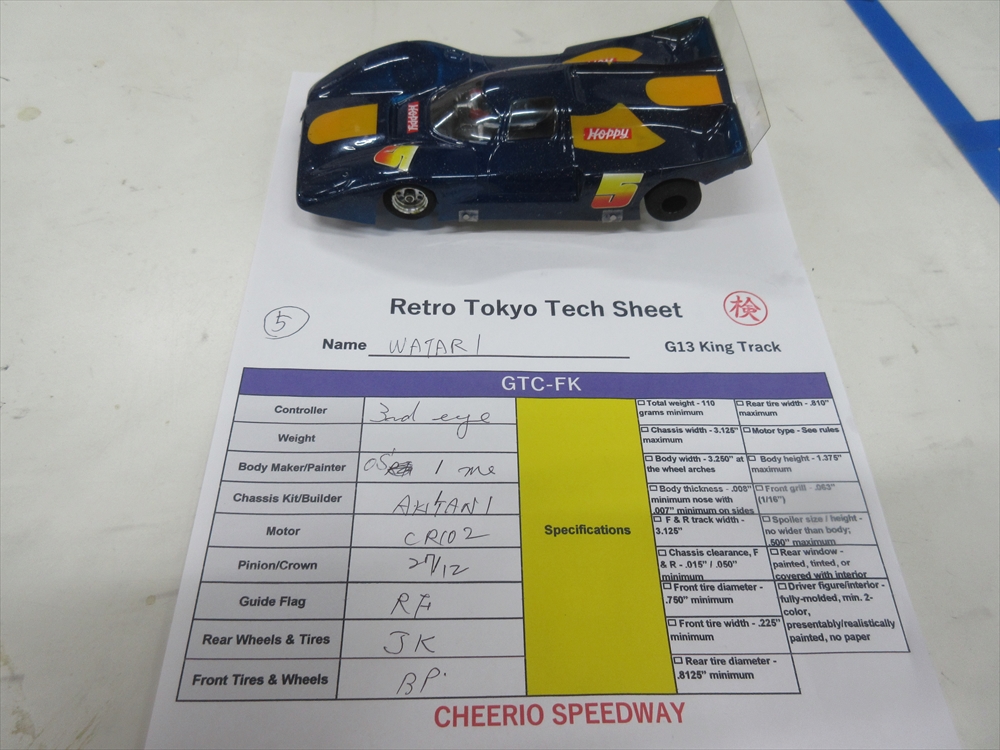 HOPPY
HOPPY
5
5
Retro Tokyo Tech Sheet
検
5
Name WATARI
G13 King Track
GTC-FK
Controller 3rd eye
Weight
Body Maker/Painter / me
Chassis Kit/Builder AKITANI
Motor CR102
Pinion/Crown 27/12
Guide Flag RF
Rear Wheels & Tires JK
Front Tires & Wheels BP
Specifications
Total weight - 110
grams minimum
Rear tire width - .810"
maximum
Chassis width - 3.125"
maximum
Motor type - See rules
Body width - 3.250" at
the wheel arches
Body height - 1.375"
maximum
Body thickness - .008"
minimum nose with
.007" minimum on sides
Front grill - .063"
(1/16")
F & R track width -
3.125"
Spoiler size / height -
no wider than body;
.500" maximum
Chassis clearance, F
& R - .015" / .050"
minimum
Rear window -
painted, tinted, or
covered with interior
Front tire diameter -
.750" minimum
Driver figure/interior -
fully-molded, min. 2-
color,
presentably/realistically
painted, no paper
Front tire width - .225"
minimum
Rear tire diameter -
.8125" minimum
CHEERIO SPEEDWAY